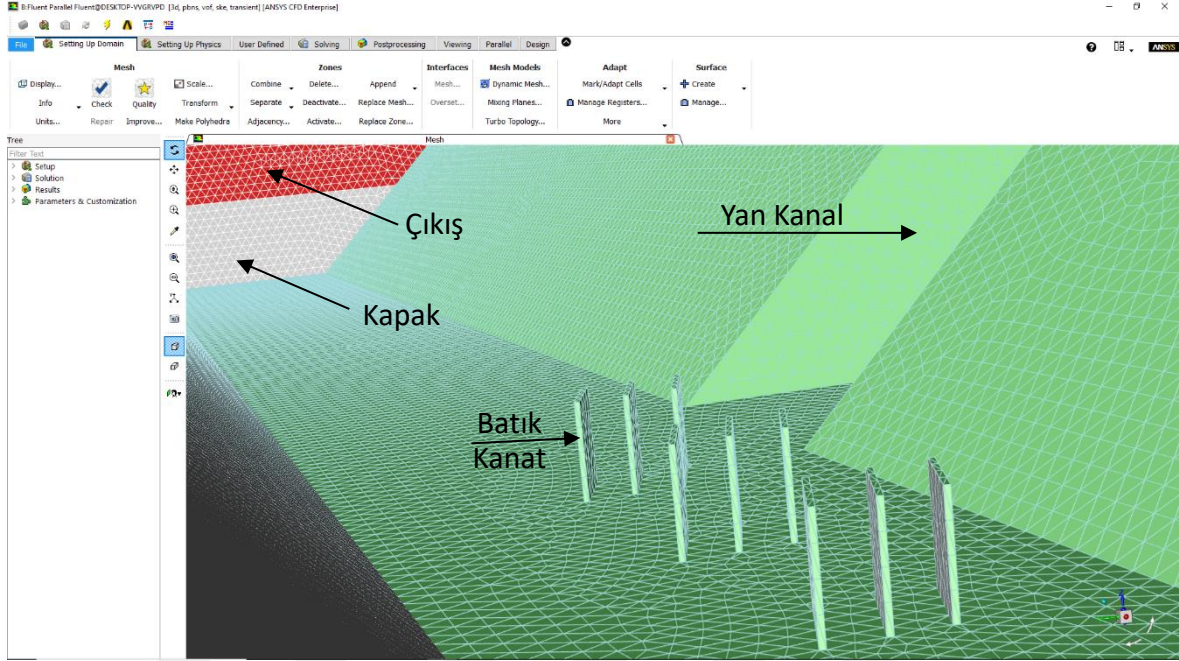 B:Fluent Parallel Fluent@DESKTOP-VVGRVPD [3d, pbns, vof, ske, transient] [ANSYS CFD Enterprise]
File Setting Up Domain Setting Up Physics User Defined Solving Postprocessing Viewing Parallel Design
ANSYS
Mesh Zones Interfaces Mesh Models Adapt Surface
Display... Scale... Combine Delete... Append Mesh... Dynamic Mesh... Mark/Adapt Cells Create
Info Check Quality Transform Separate Deactivate... Replace Mesh... Overset... Mixing Planes... Manage Registers... Manage...
Units... Repair Improve... Make Polyhedra Adjacency... Activate... Replace Zone... Turbo Topology... More
Tree
Mesh
Filter Text
Setup
Solution
Results
Parameters & Customization
Çıkış
Yan Kanal
Kapak
Batık
Kanat